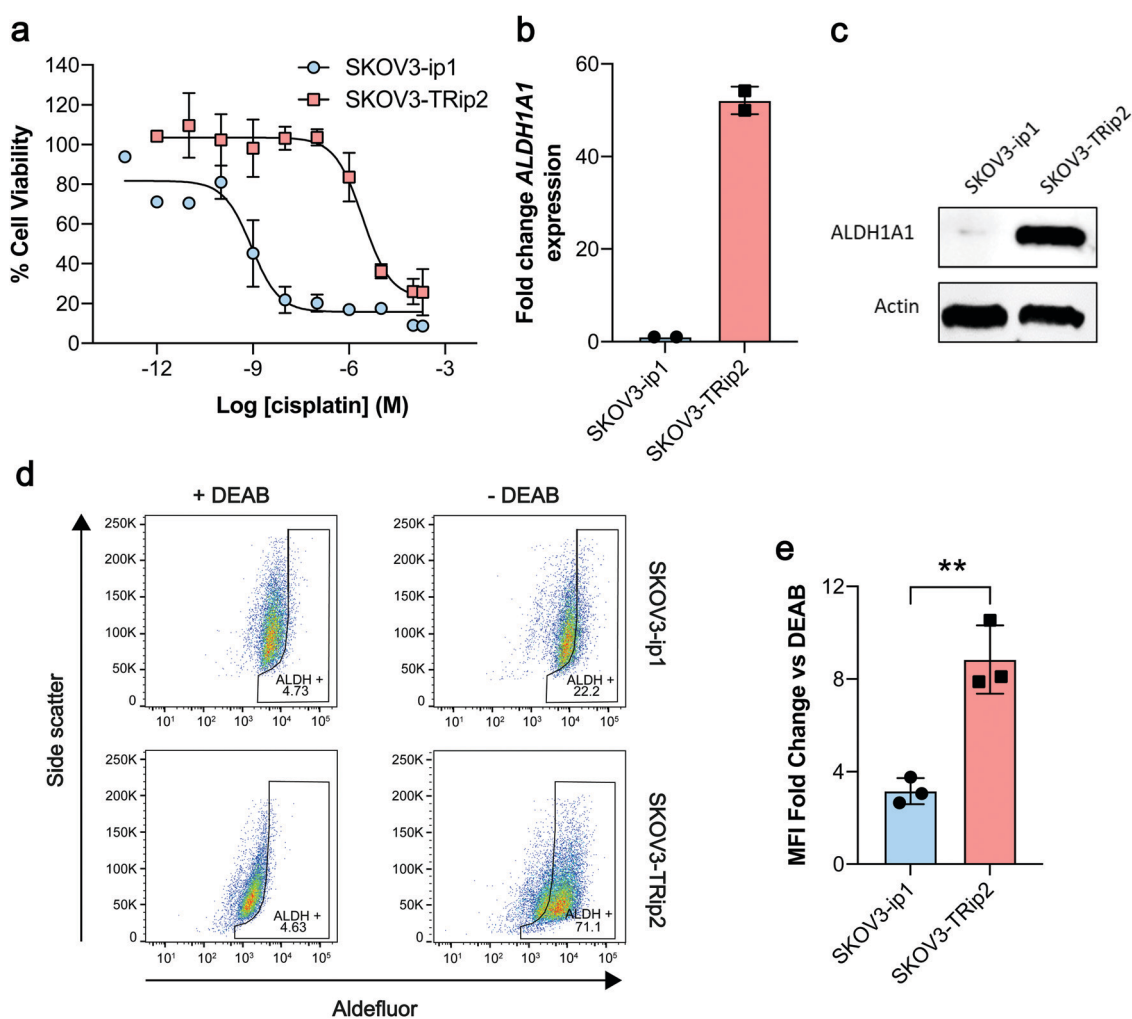 a
140
120
100
80
60
40
20
0
% Cell Viability
SKOV3-ip1
SKOV3-TRip2
-12
-9
-6
-3
Log [cisplatin] (M)
b
60
40
20
0
Fold change ALDH1A1
expression
SKOV3-ip1
SKOV3-TRip2
c
SKOV3-ip1
SKOV3-TRip2
ALDH1A1
Actin
d
+ DEAB
- DEAB
Side scatter
250K
200K
150K
100K
50K
0
ALDH +
4.73
10¹ 10² 10³ 10⁴ 10⁵
250K
200K
150K
100K
50K
0
ALDH +
22.2
10¹ 10² 10³ 10⁴ 10⁵
SKOV3-ip1
250K
200K
150K
100K
50K
0
ALDH +
4.63
10¹ 10² 10³ 10⁴ 10⁵
250K
200K
150K
100K
50K
0
ALDH +
71.1
10¹ 10² 10³ 10⁴ 10⁵
SKOV3-TRip2
Aldefluor
e
**
12
8
4
0
MFI Fold Change vs DEAB
SKOV3-ip1
SKOV3-TRip2